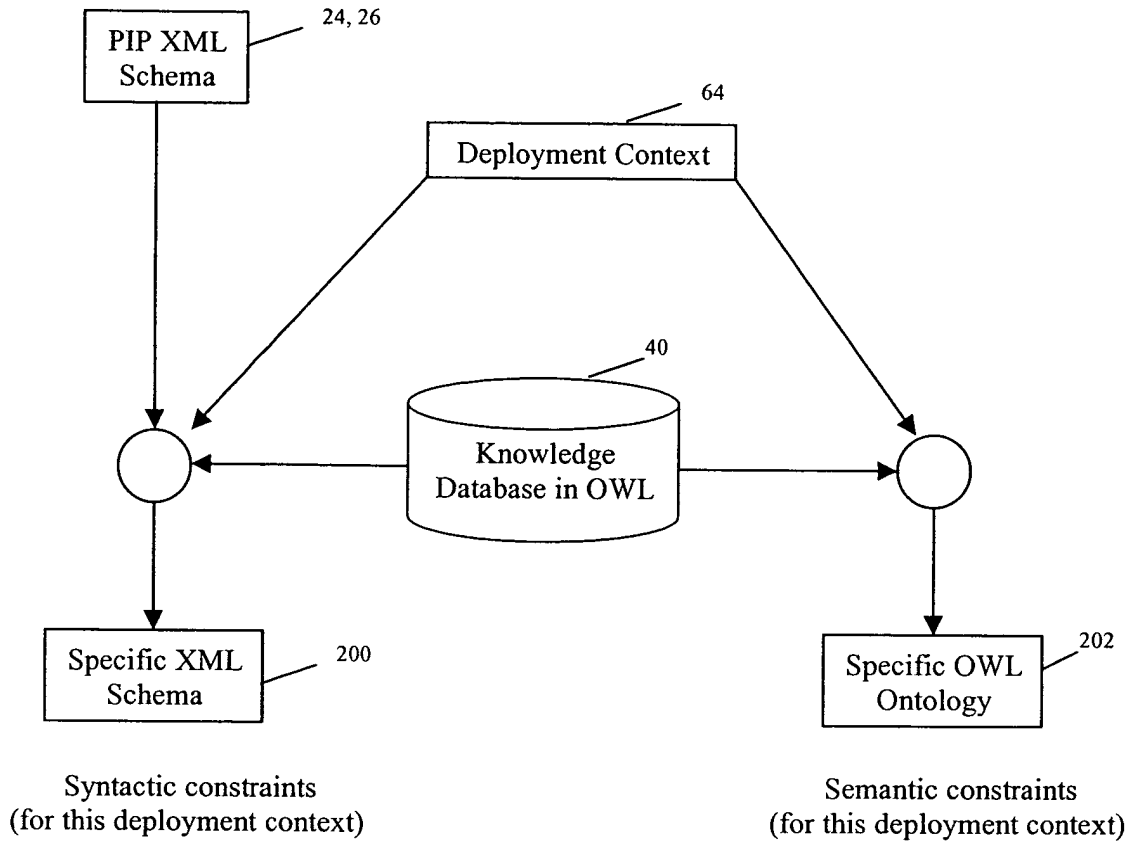 24, 26
PIP XML
Schema
64
Deployment Context
40
Knowledge
Database in OWL
Specific XML
Schema
200
Specific OWL
Ontology
202
Syntactic constraints
(for this deployment context)
Semantic constraints
(for this deployment context)